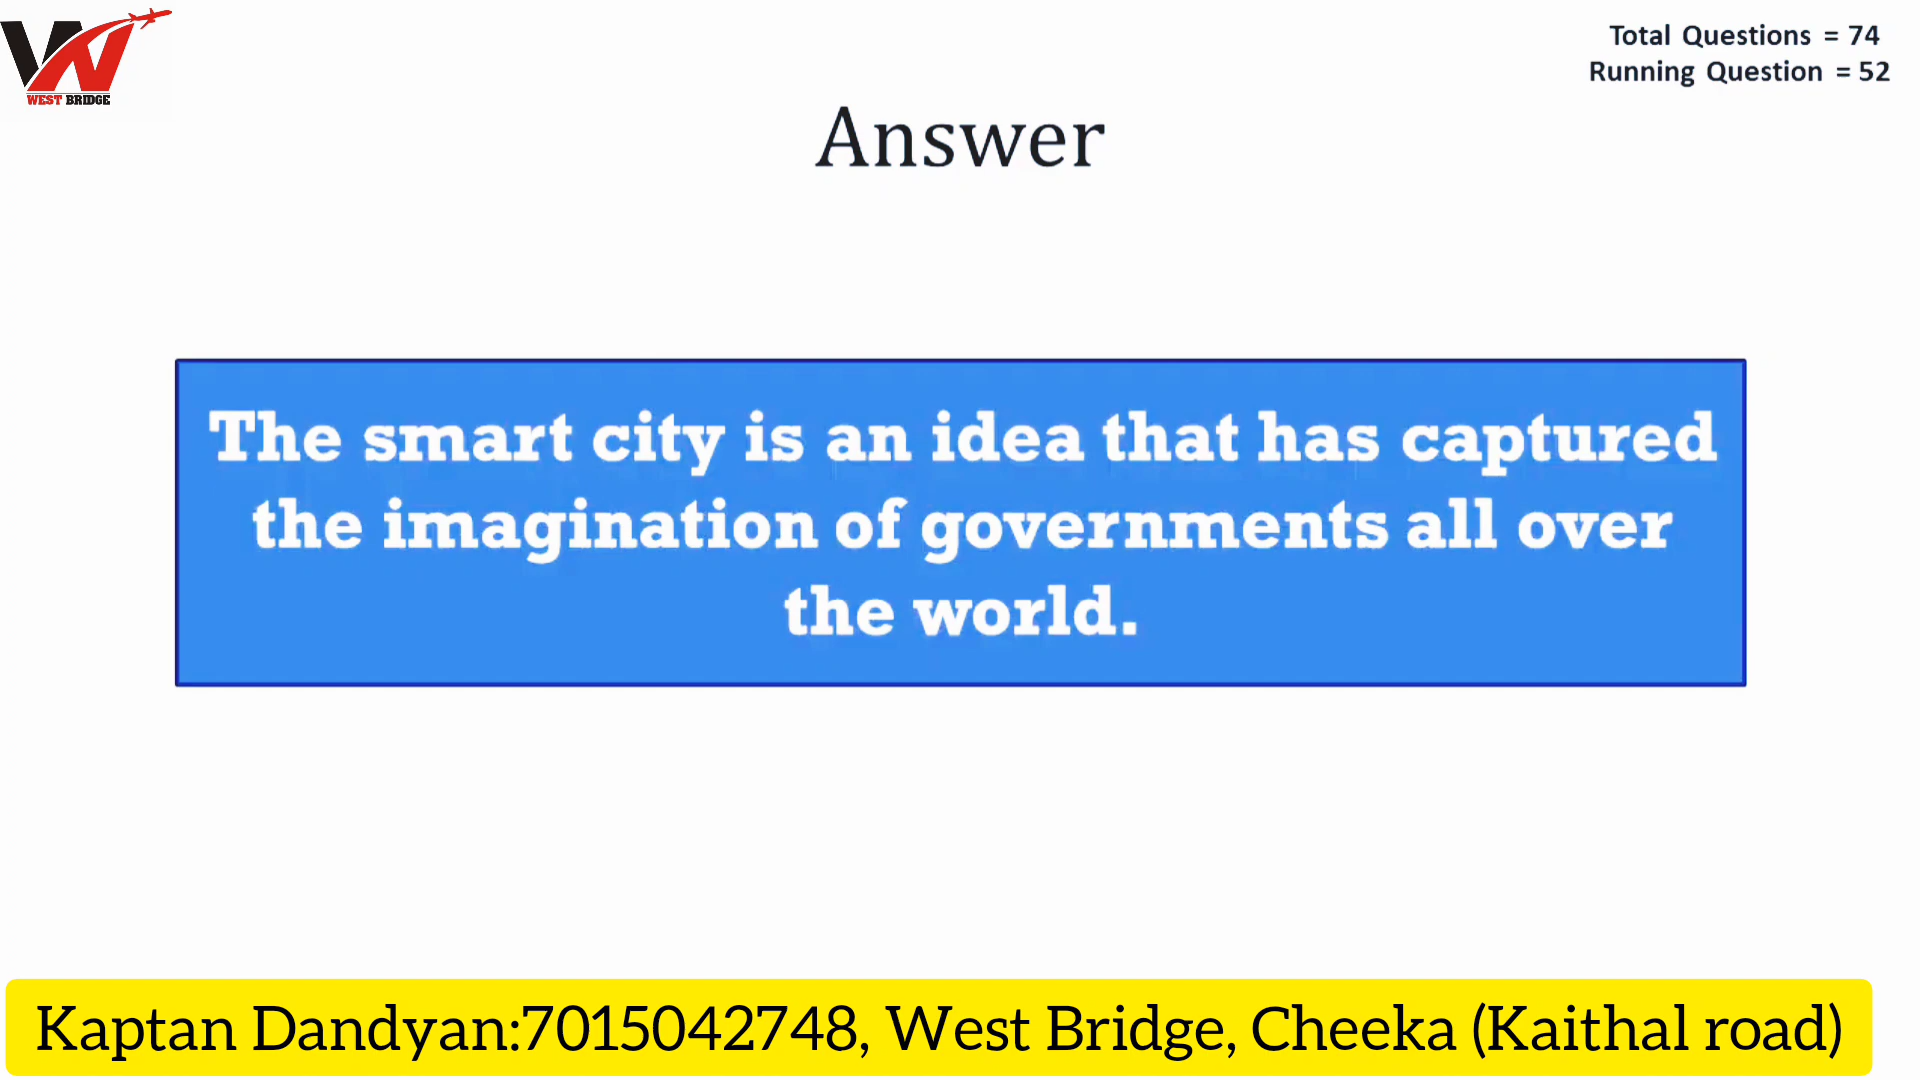 WEST BRIDGE
Total Questions = 74
Running Question = 52
Answer
The smart city is an idea that has captured
the imagination of governments all over
the world.
Kaptan Dandyan:7015042748, West Bridge, Cheeka (Kaithal road)